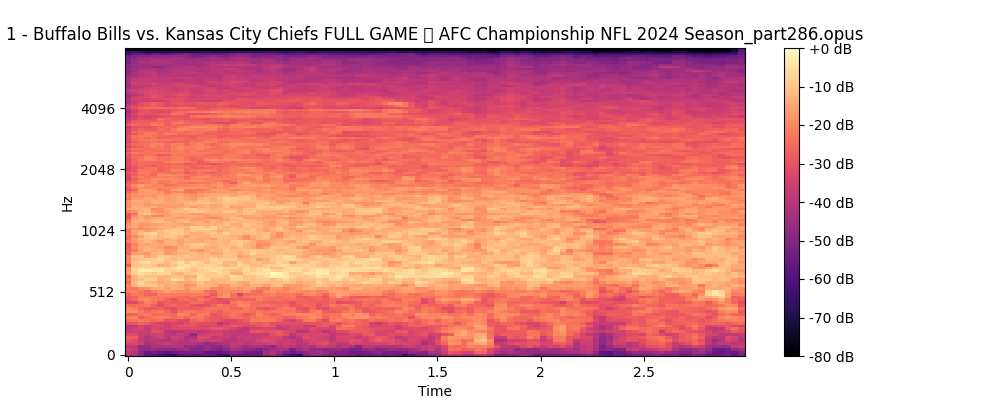 1 - Buffalo Bills vs. Kansas City Chiefs FULL GAME ▯ AFC Championship NFL 2024 Season_part286.opus
+0 dB
-10 dB
-20 dB
-30 dB
-40 dB
-50 dB
-60 dB
-70 dB
-80 dB
Hz
4096
2048
1024
512
0
0
0.5
1
1.5
2
2.5
Time